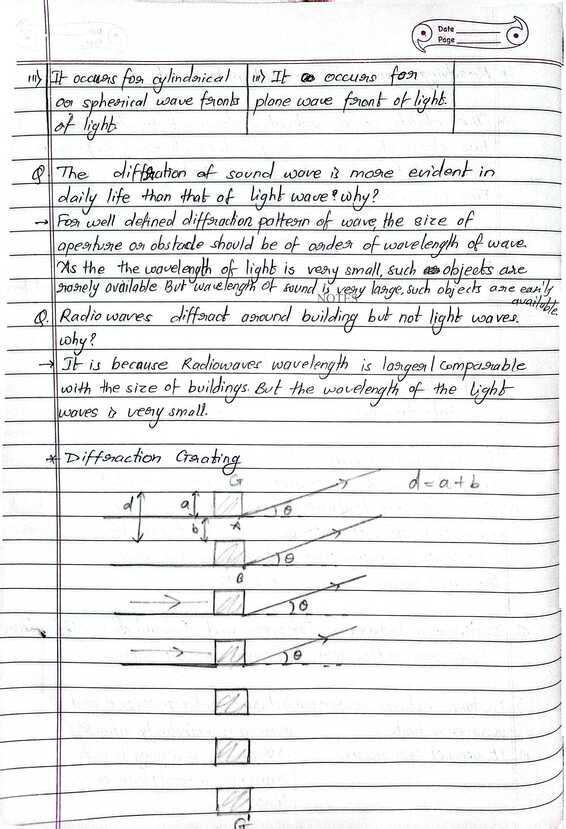 Date
Page
iii) It occurs for cylindrical
or spherical wave fronts
of light.
iii) It occurs for
plane wave front of light.
Q. The diffration of sound wave is more evident in
daily life than that of light wave? why?
→ For well defined diffraction pattern of wave, the size of
aperture or obstacle should be of order of wavelength of wave.
As the the wavelength of light is very small, such objects are
rarely available But wavelength of sound is very large, such objects are easily
available.
NOTES
Q. Radio waves diffract around building but not light waves.
why?
→ It is because Radiowaves wavelength is larger/comparable
with the size of buildings. But the wavelength of the light
waves is very small.
* Diffraction Grating
G
d = a + b
d
a
θ
b
A
θ
B
θ
θ
G'